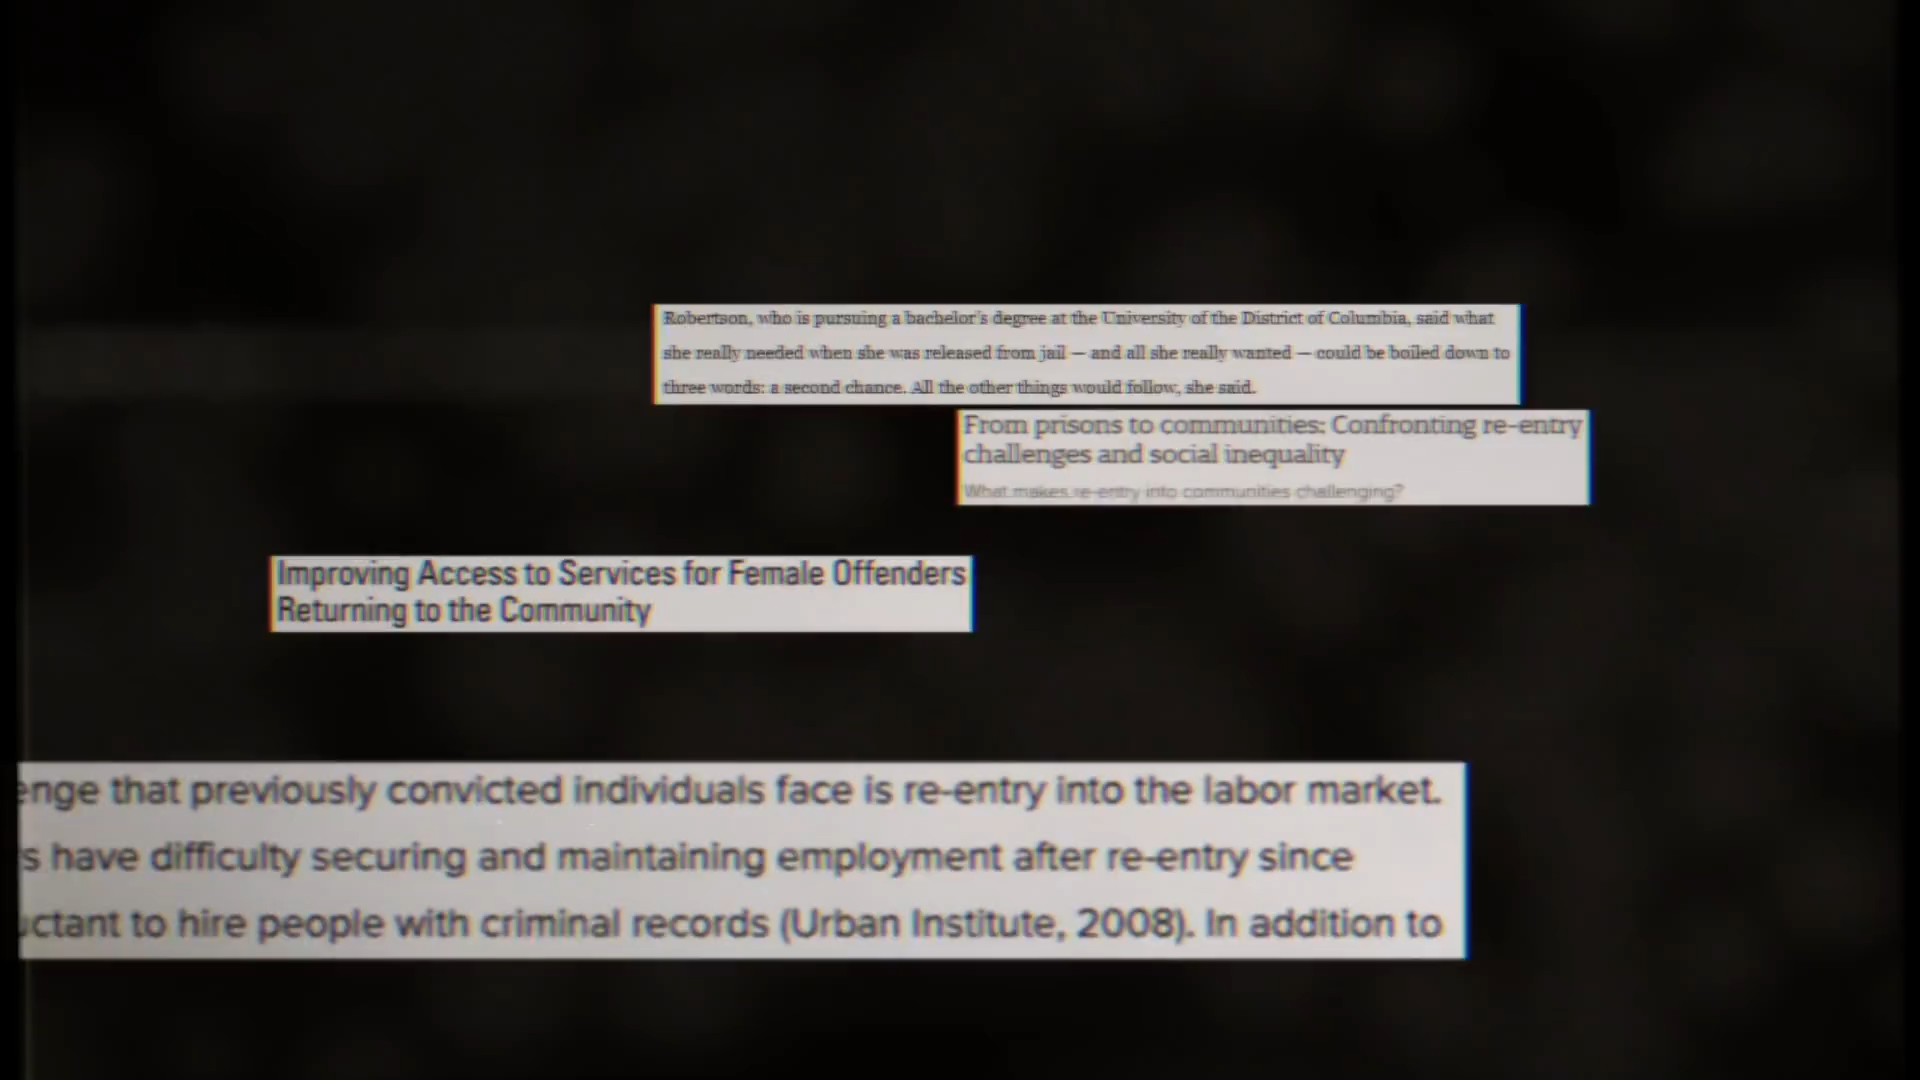 Robertson, who is pursuing a bachelor's degree at the University of the District of Columbia, said what
she really needed when she was released from jail — and all she really wanted — could be boiled down to
three words: a second chance. All the other things would follow, she said.
From prisons to communities: Confronting re-entry
challenges and social inequality
What makes re-entry into communities challenging?
Improving Access to Services for Female Offenders
Returning to the Community
that previously convicted individuals face is re-entry into the labor market.
have difficulty securing and maintaining employment after re-entry since
to hire people with criminal records (Urban Institute, 2008). In addition to